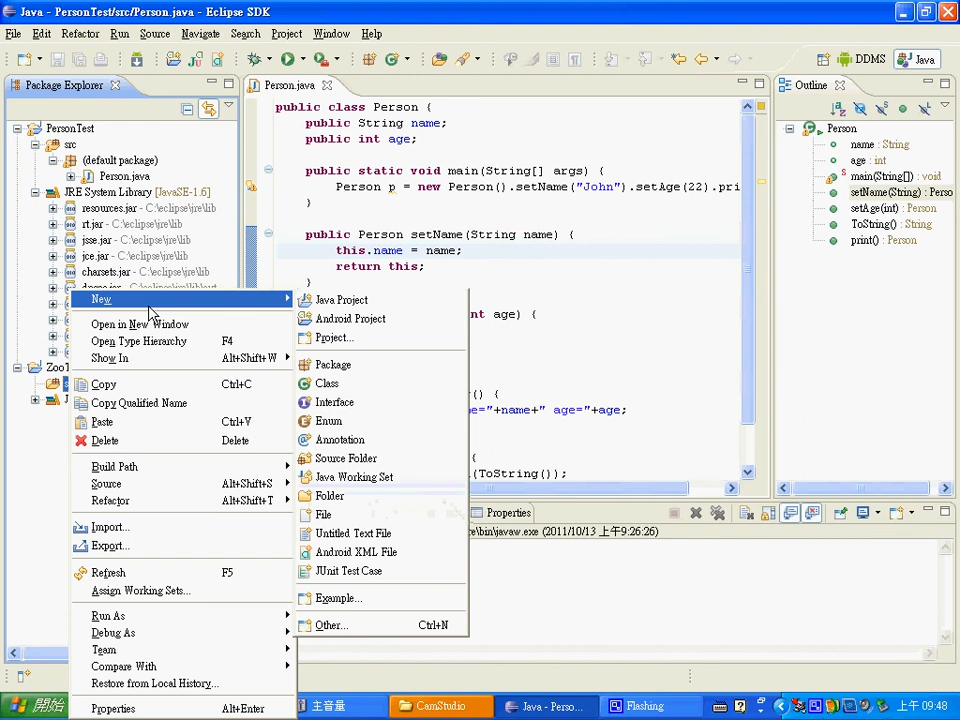 Java - PersonTest/src/Person.java - Eclipse SDK
File Edit Refactor Run Source Navigate Search Project Window Help
DDMS Java
Package Explorer
PersonTest
src
(default package)
Person.java
JRE System Library [JavaSE-1.6]
resources.jar - C:\eclipse\jre\lib
rt.jar - C:\eclipse\jre\lib
jsse.jar - C:\eclipse\jre\lib
jce.jar - C:\eclipse\jre\lib
charsets.jar - C:\eclipse\jre\lib
Person.java
public class Person {
public String name;
public int age;
public static void main(String[] args) {
Person p = new Person().setName("John").setAge(22).pri
}
public Person setName(String name) {
this.name = name;
return this;
}
nt age) {
() {
e="+name+" age="+age;
{
(ToString());
Outline
Person
name : String
age : int
main(String[]) : void
setName(String) : Perso
setAge(int) : Person
ToString() : String
print() : Person
New
Open in New Window
Open Type Hierarchy F4
Show In Alt+Shift+W
Copy Ctrl+C
Copy Qualified Name
Paste Ctrl+V
Delete Delete
Build Path
Source Alt+Shift+S
Refactor Alt+Shift+T
Import...
Export...
Refresh F5
Assign Working Sets...
Run As
Debug As
Team
Compare With
Restore from Local History...
Properties Alt+Enter
Java Project
Android Project
Project...
Package
Class
Interface
Enum
Annotation
Source Folder
Java Working Set
Folder
File
Untitled Text File
Android XML File
JUnit Test Case
Example...
Other... Ctrl+N
Properties
re\bin\javaw.exe (2011/10/13 上午9:26:26)
開始
主音量
CamStudio
Java - Perso...
Flashing
上午 09:48